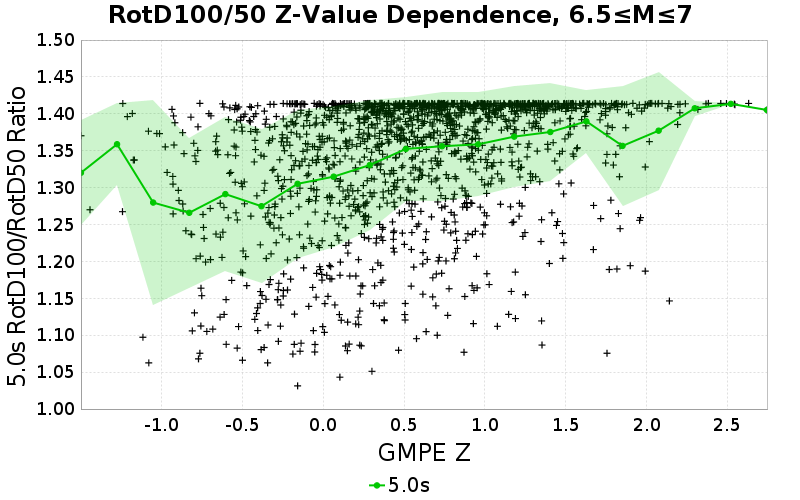 RotD100/50 Z-Value Dependence, 6.5≤M≤7
5.0s RotD100/RotD50 Ratio
1.50
1.45
1.40
1.35
1.30
1.25
1.20
1.15
1.10
1.05
1.00
-1.0 -0.5 0.0 0.5 1.0 1.5 2.0 2.5
GMPE Z
5.0s